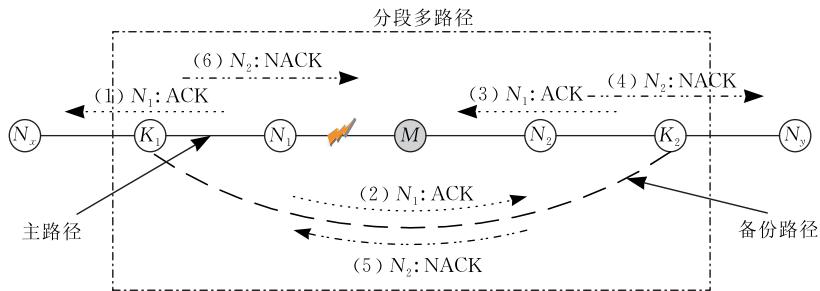 分段多路径
(6) N₂:NACK
(1) N₁:ACK
(3) N₁:ACK
(4) N₂:NACK
Nₓ K₁ N₁ M N₂ K₂ Nᵧ
(2) N₁:ACK
主路径
备份路径
(5) N₂:NACK